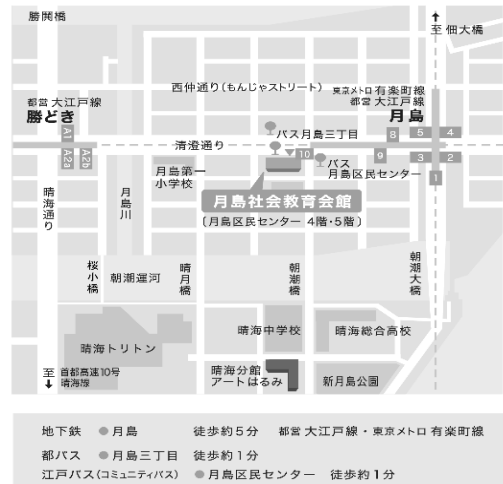 勝鬨橋
至 佃大橋
西仲通り(もんじゃストリート)
東京メトロ 有楽町線
都営 大江戸線
月島
都営 大江戸線
勝どき
バス月島三丁目
清澄通り
A1
A2a
A2b
10
9
8
5
4
3
2
1
バス
月島区民センター
月島第一
小学校
月島社会教育会館
〔月島区民センター 4階・5階〕
晴海通り
月島川
桜小橋
朝潮運河
晴月橋
朝潮橋
朝潮大橋
晴海トリトン
晴海中学校
晴海総合高校
晴海分館
アートはるみ
新月島公園
至 首都高速10号
晴海線
地下鉄 ●月島 徒歩約5分 都営 大江戸線・東京メトロ 有楽町線
都バス ●月島三丁目 徒歩約1分
江戸バス(コミュニティバス) ●月島区民センター 徒歩約1分